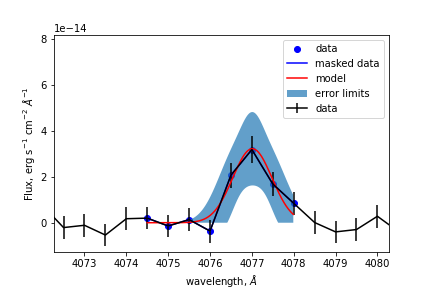 1e−14
8
6
4
2
0
Flux, erg s⁻¹ cm⁻² Å⁻¹
data
masked data
model
error limits
data
4073 4074 4075 4076 4077 4078 4079 4080
wavelength, Å